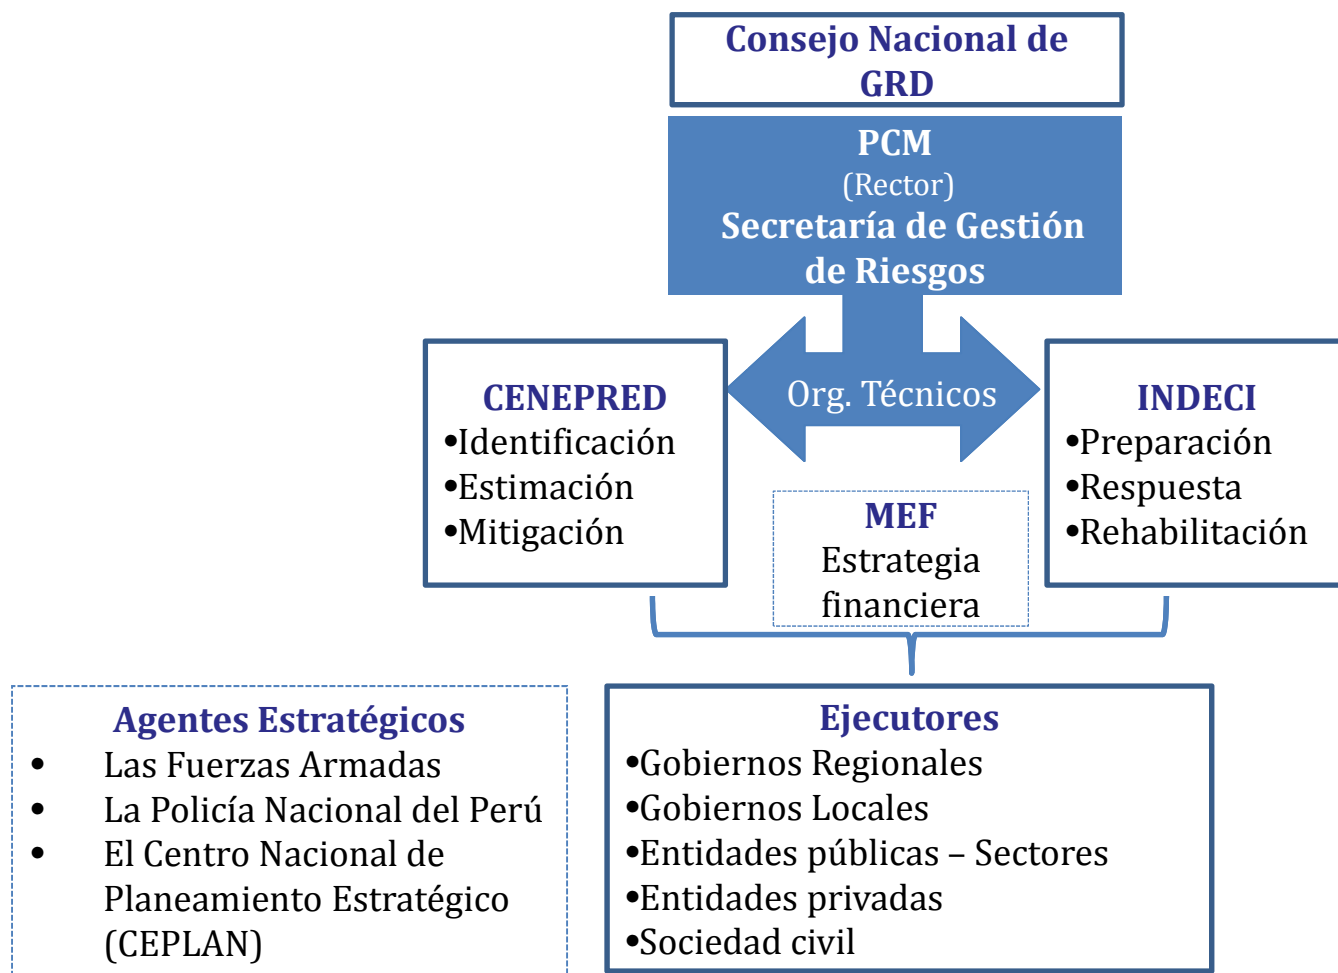 Consejo Nacional de
GRD
PCM
(Rector)
Secretaría de Gestión
de Riesgos
CENEPRED
•Identificación
•Estimación
•Mitigación
Org. Técnicos
INDECI
•Preparación
•Respuesta
•Rehabilitación
MEF
Estrategia
financiera
Agentes Estratégicos
• Las Fuerzas Armadas
• La Policía Nacional del Perú
• El Centro Nacional de
Planeamiento Estratégico
(CEPLAN)
Ejecutores
•Gobiernos Regionales
•Gobiernos Locales
•Entidades públicas – Sectores
•Entidades privadas
•Sociedad civil